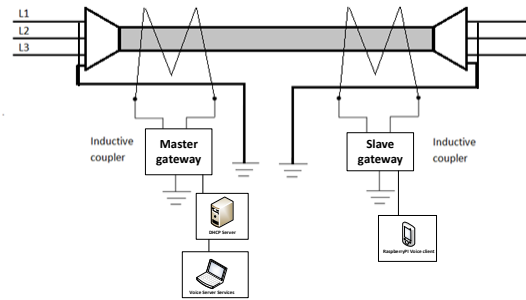 L1
L2
L3
Inductive
coupler
Master
gateway
Slave
gateway
Inductive
coupler
DHCP Server
RaspberryPI Voice client
Voice Server Services